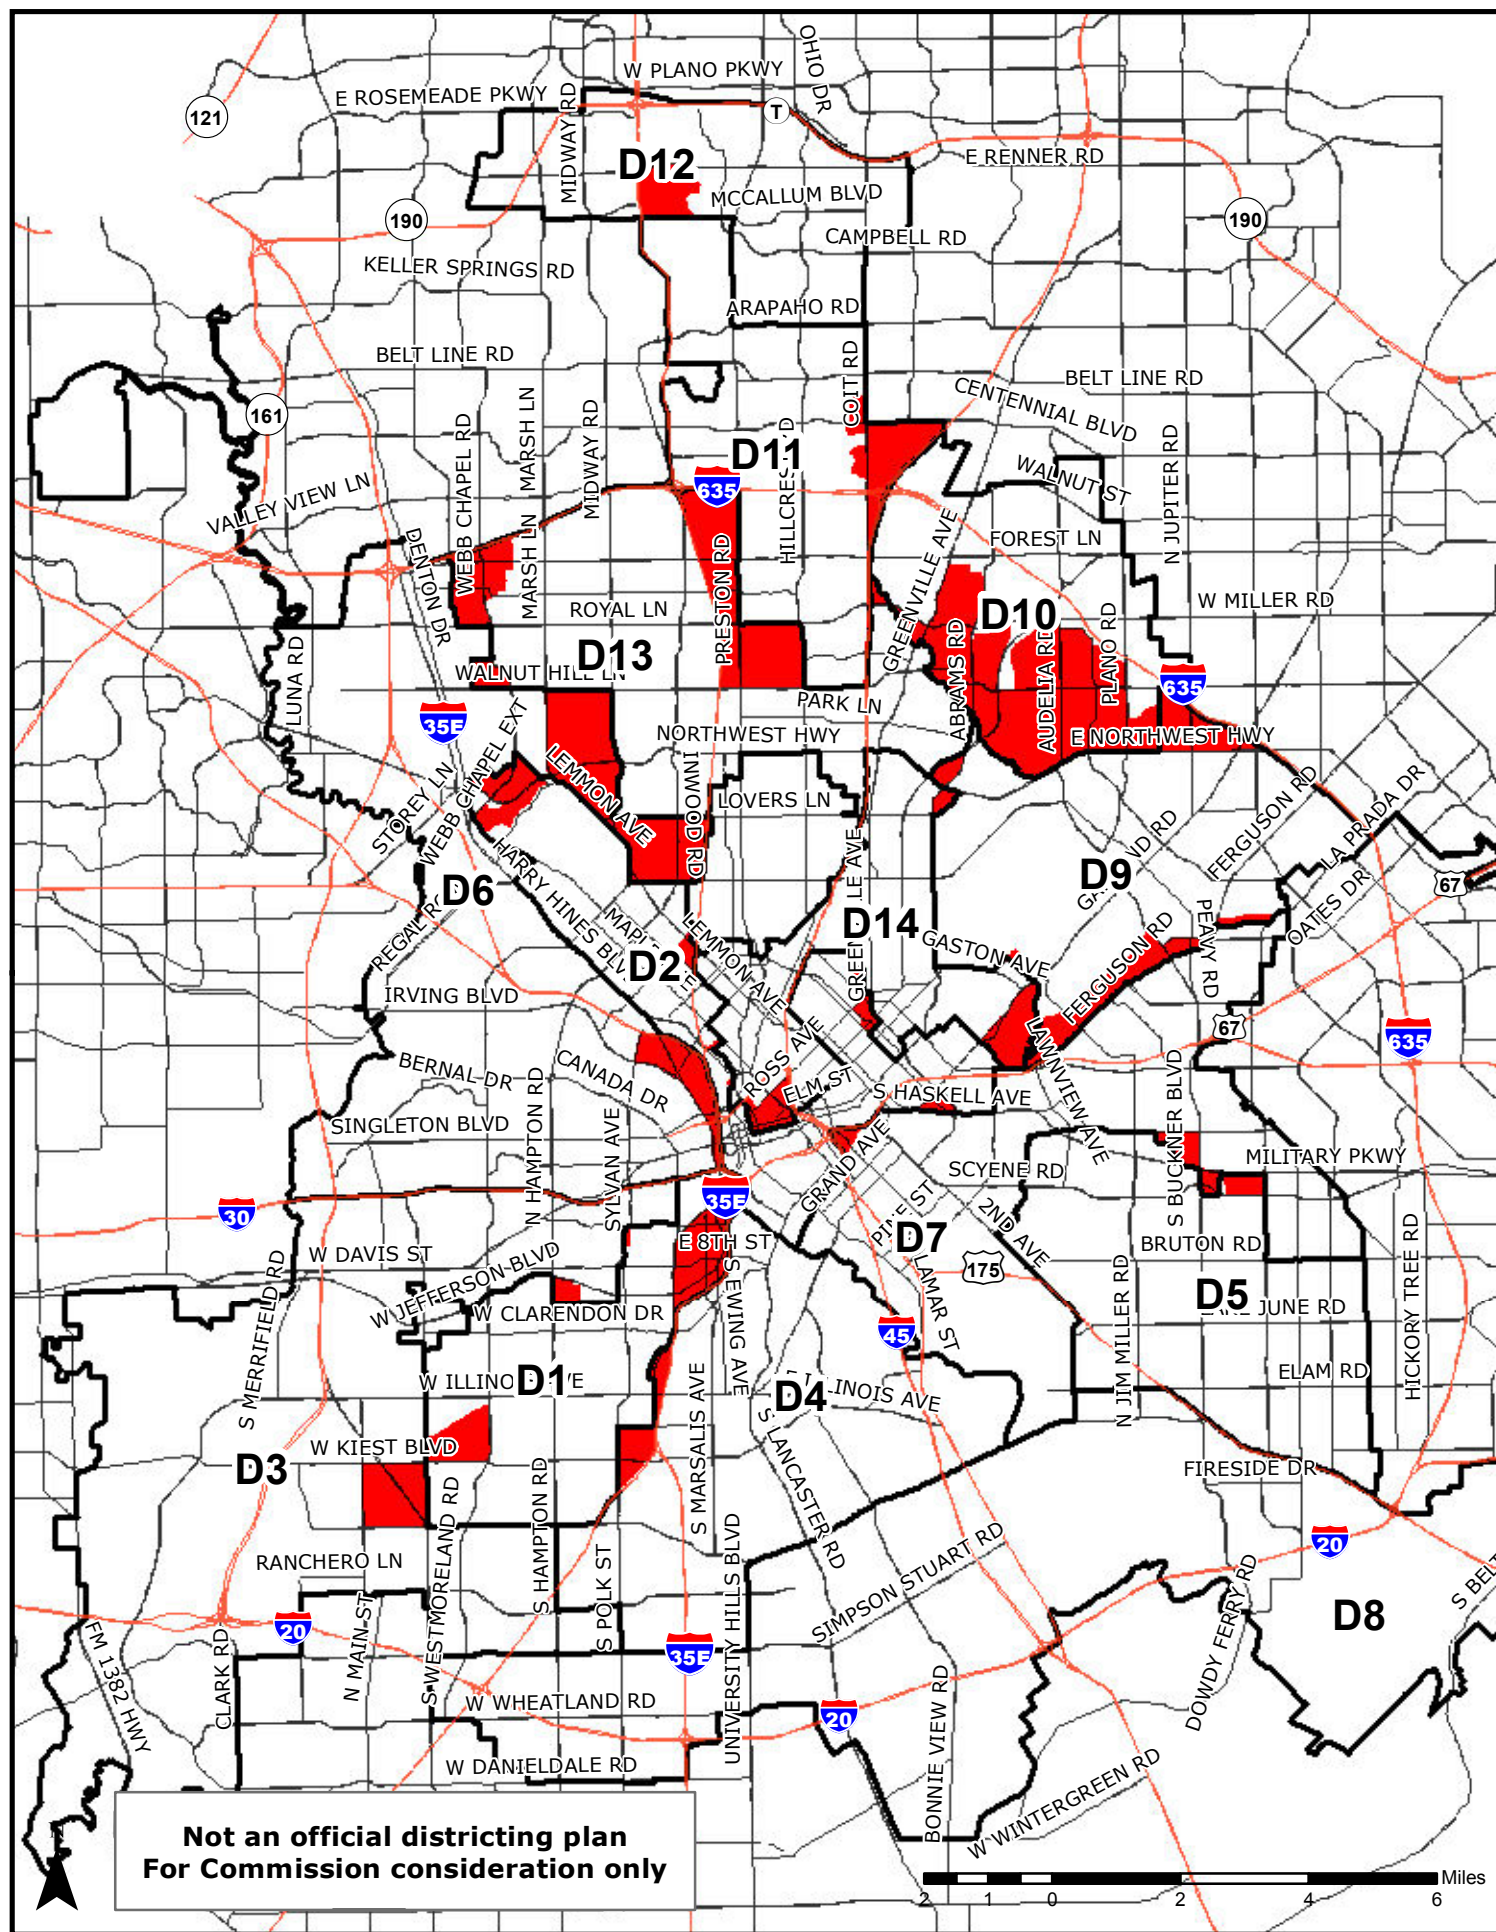 OHIO DR
W PLANO PKWY
E ROSEMEADE PKWY
MIDWAY RD
121
T
E RENNER RD
D12
MCCALLUM BLVD
190
190
CAMPBELL RD
KELLER SPRINGS RD
ARAPAHO RD
BELT LINE RD
COIT RD
BELT LINE RD
CENTENNIAL BLVD
161
MARSH LN
MIDWAY RD
WEBB CHAPEL RD
D11
HILLCREST RD
WALNUT ST
N JUPITER RD
635
VALLEY VIEW LN
DENTON DR
MARSH LN
PRESTON RD
GREENVILLE AVE
FOREST LN
ROYAL LN
D10
W MILLER RD
D13
WALNUT HILL LN
LUNA RD
ABRAMS RD
AUDELIA RD
PLANO RD
635
35E
PARK LN
WEBB CHAPEL EXT
NORTHWEST HWY
E NORTHWEST HWY
LEMMON AVE
INWOOD RD
LOVERS LN
STOREY LN
WEBB CHAPEL RD
FERGUSON RD
LA PRADA DR
HARRY HINES BLVD
D9
67
D6
OATES DR
D14
PEAVY RD
GASTON AVE
FERGUSON RD
LEMMON AVE
D2
IRVING BLVD
67
ROSS AVE
LAWNVIEW AVE
635
BERNAL DR
CANADA DR
ELM ST
S HASKELL AVE
SINGLETON BLVD
N HAMPTON RD
SYLVAN AVE
GRAND AVE
SCYENE RD
S BUCKNER BLVD
MILITARY PKWY
30
35E
PINE ST
2ND AVE
D7
W DAVIS ST
E 8TH ST
BRUTON RD
175
W JEFFERSON BLVD
S MERRIFIELD RD
W CLARENDON DR
S EWING AVE
LAMAR ST
45
D5
N JIM MILLER RD
HICKORY TREE RD
ELAM RD
D1
D4
S MARSALIS AVE
W KIEST BLVD
D3
S LANCASTER RD
FIRESIDE DR
S HAMPTON RD
S WESTMORELAND RD
RANCHERO LN
S POLK ST
UNIVERSITY HILLS BLVD
SIMPSON STUART RD
20
DOWDY FERRY RD
D8
20
N MAIN ST
35E
FM 1382 HWY
CLARK RD
W WHEATLAND RD
20
BONNIE VIEW RD
W DANIELDALE RD
W WINTERGREEN RD
Not an official districting plan
For Commission consideration only
Miles
2 1 0 2 4 6